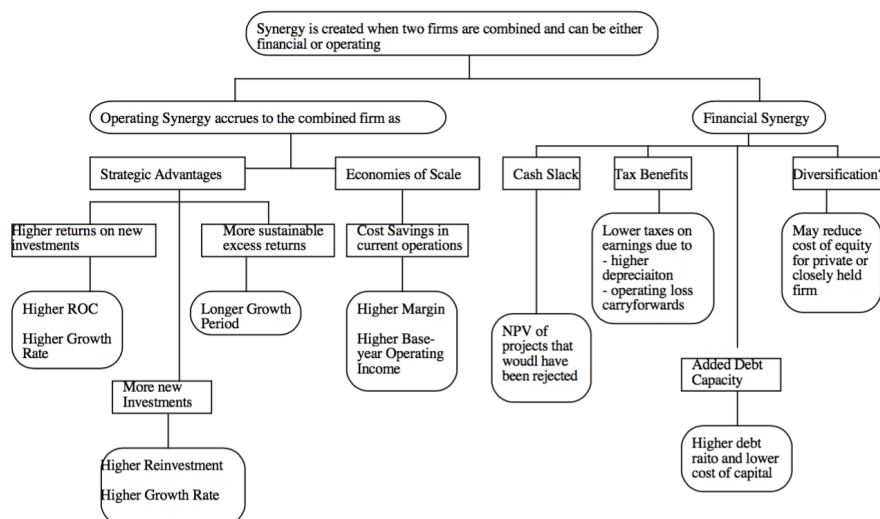 Synergy is created when two firms are combined and can be either
financial or operating
Operating Synergy accrues to the combined firm as
Financial Synergy
Strategic Advantages
Economies of Scale
Cash Slack
Tax Benefits
Diversification?
Higher returns on new
investments
More sustainable
excess returns
Cost Savings in
current operations
Lower taxes on
earnings due to
- higher
depreciaiton
- operating loss
carryforwards
May reduce
cost of equity
for private or
closely held
firm
Higher ROC
Higher Growth
Rate
Longer Growth
Period
Higher Margin
Higher Base-
year Operating
Income
NPV of
projects that
woudl have
been rejected
Added Debt
Capacity
More new
Investments
Higher debt
raito and lower
cost of capital
Higher Reinvestment
Higher Growth Rate